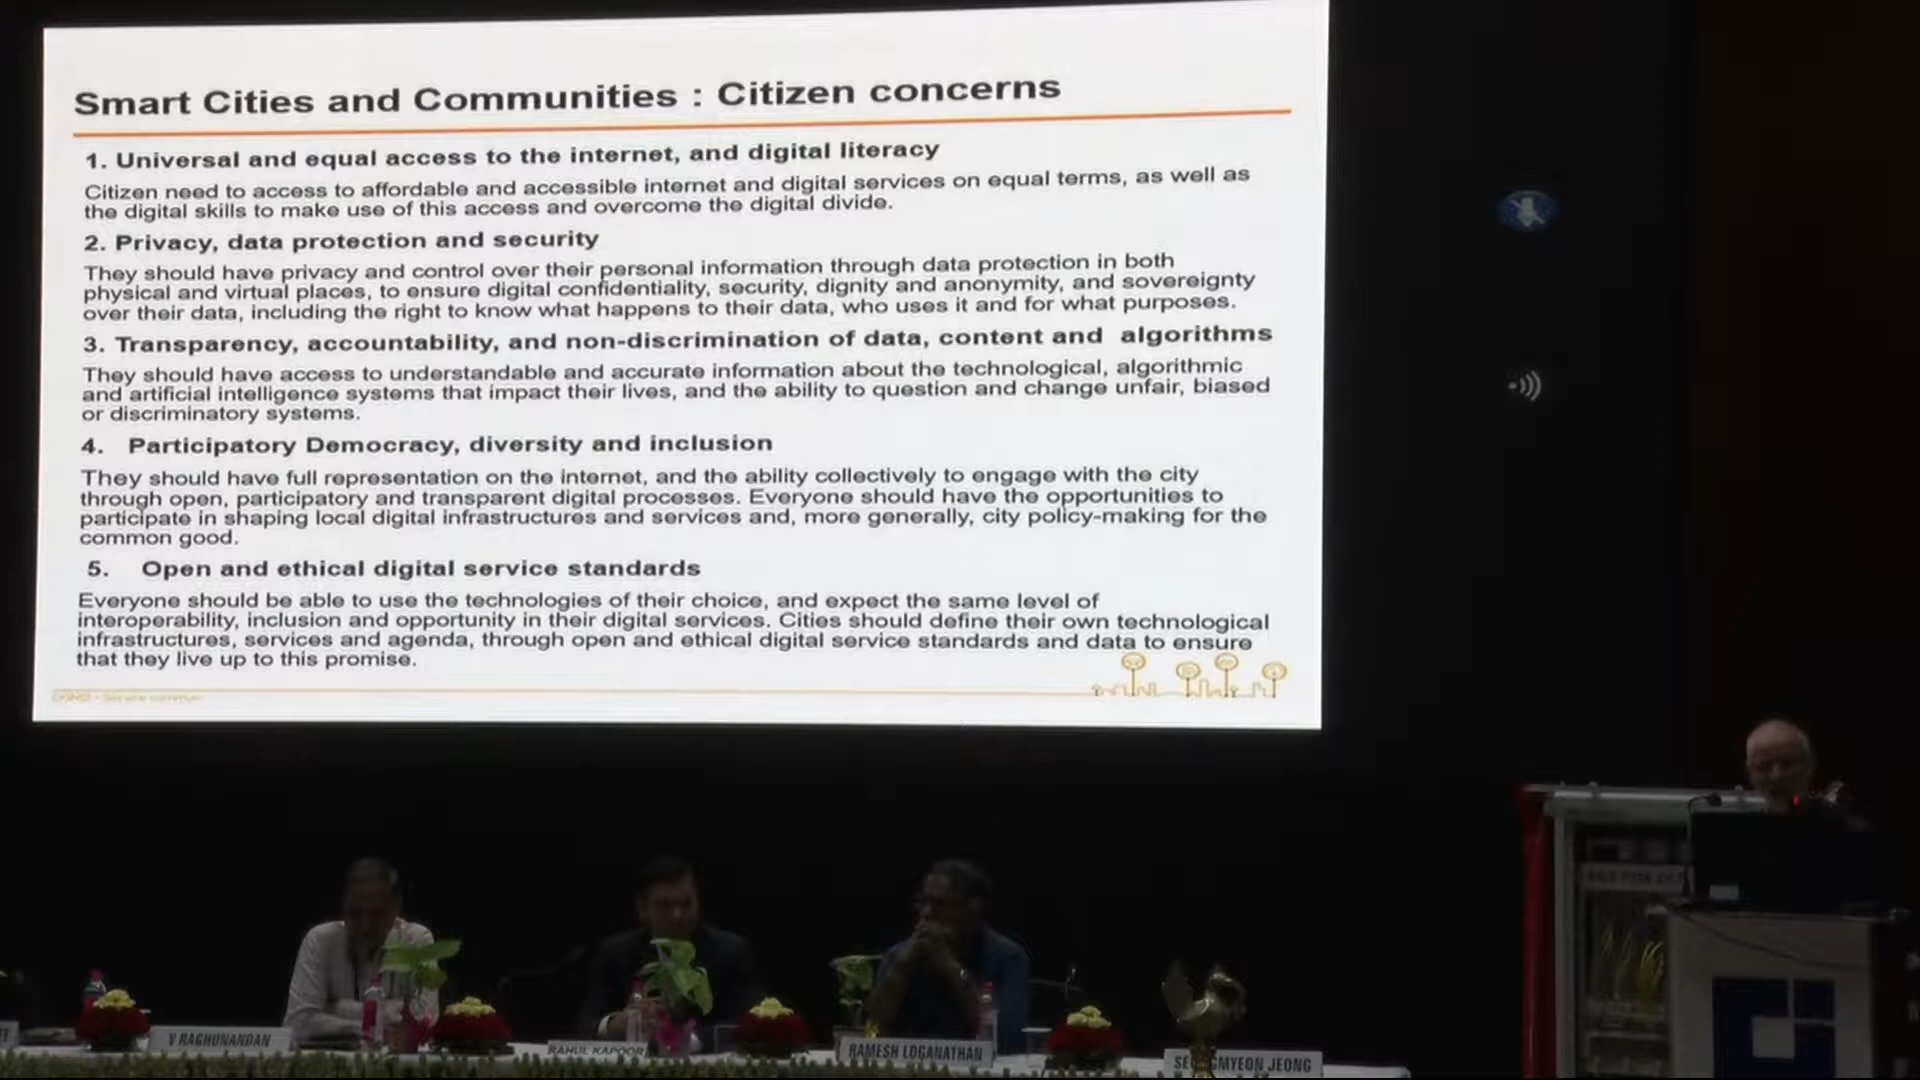 Smart Cities and Communities : Citizen concerns
1. Universal and equal access to the internet, and digital literacy
Citizen need to access to affordable and accessible internet and digital services on equal terms, as well as
the digital skills to make use of this access and overcome the digital divide.
2. Privacy, data protection and security
They should have privacy and control over their personal information through data protection in both
physical and virtual places, to ensure digital confidentiality, security, dignity and anonymity, and sovereignty
over their data, including the right to know what happens to their data, who uses it and for what purposes.
3. Transparency, accountability, and non-discrimination of data, content and algorithms
They should have access to understandable and accurate information about the technological, algorithmic
and artificial intelligence systems that impact their lives, and the ability to question and change unfair, biased
or discriminatory systems.
4. Participatory Democracy, diversity and inclusion
They should have full representation on the internet, and the ability collectively to engage with the city
through open, participatory and transparent digital processes. Everyone should have the opportunities to
participate in shaping local digital infrastructures and services and, more generally, city policy-making for the
common good.
5. Open and ethical digital service standards
Everyone should be able to use the technologies of their choice, and expect the same level of
interoperability, inclusion and opportunity in their digital services. Cities should define their own technological
infrastructures, services and agenda, through open and ethical digital service standards and data to ensure
that they live up to this promise.
V RAGHUNANDAN
RAHUL KAPOOR
RAMESH LOGANATHAN
JEONG